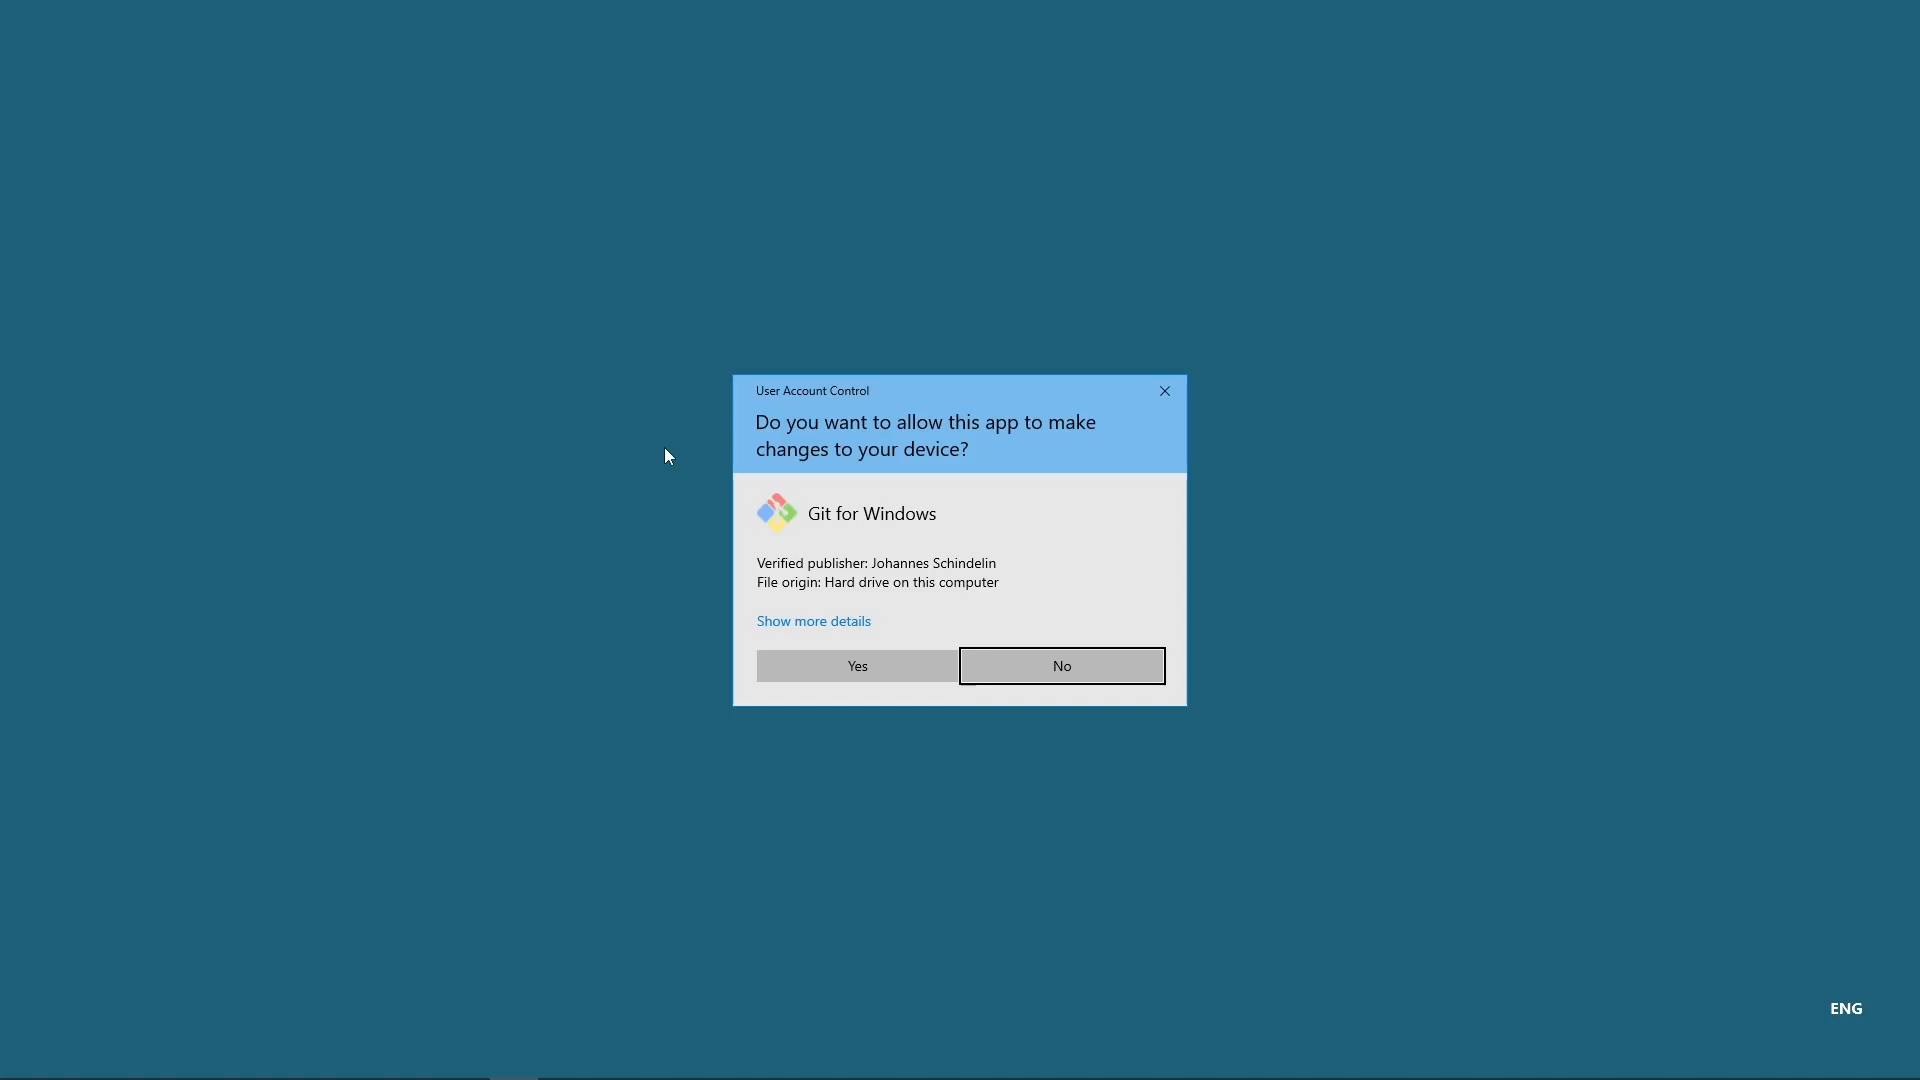 User Account Control
Do you want to allow this app to make
changes to your device?
Git for Windows
Verified publisher: Johannes Schindelin
File origin: Hard drive on this computer
Show more details
Yes
No
ENG